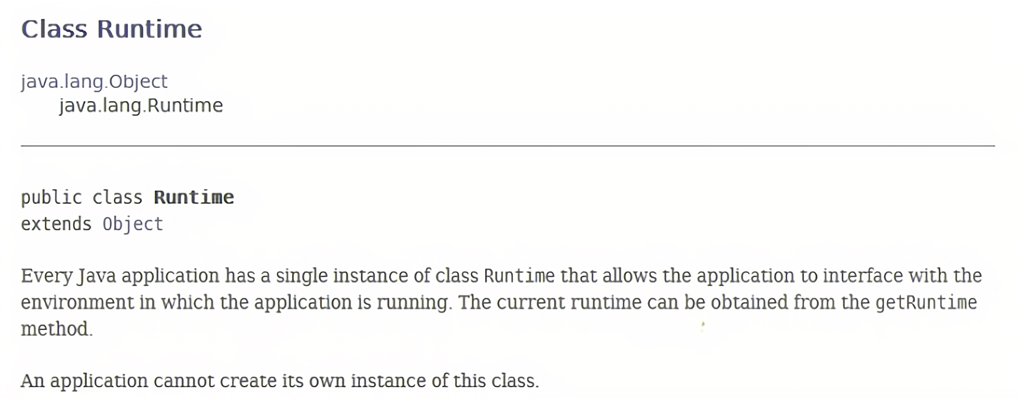 Class Runtime
java.lang.Object
java.lang.Runtime
public class Runtime
extends Object
Every Java application has a single instance of class Runtime that allows the application to interface with the
environment in which the application is running. The current runtime can be obtained from the getRuntime
method.
An application cannot create its own instance of this class.